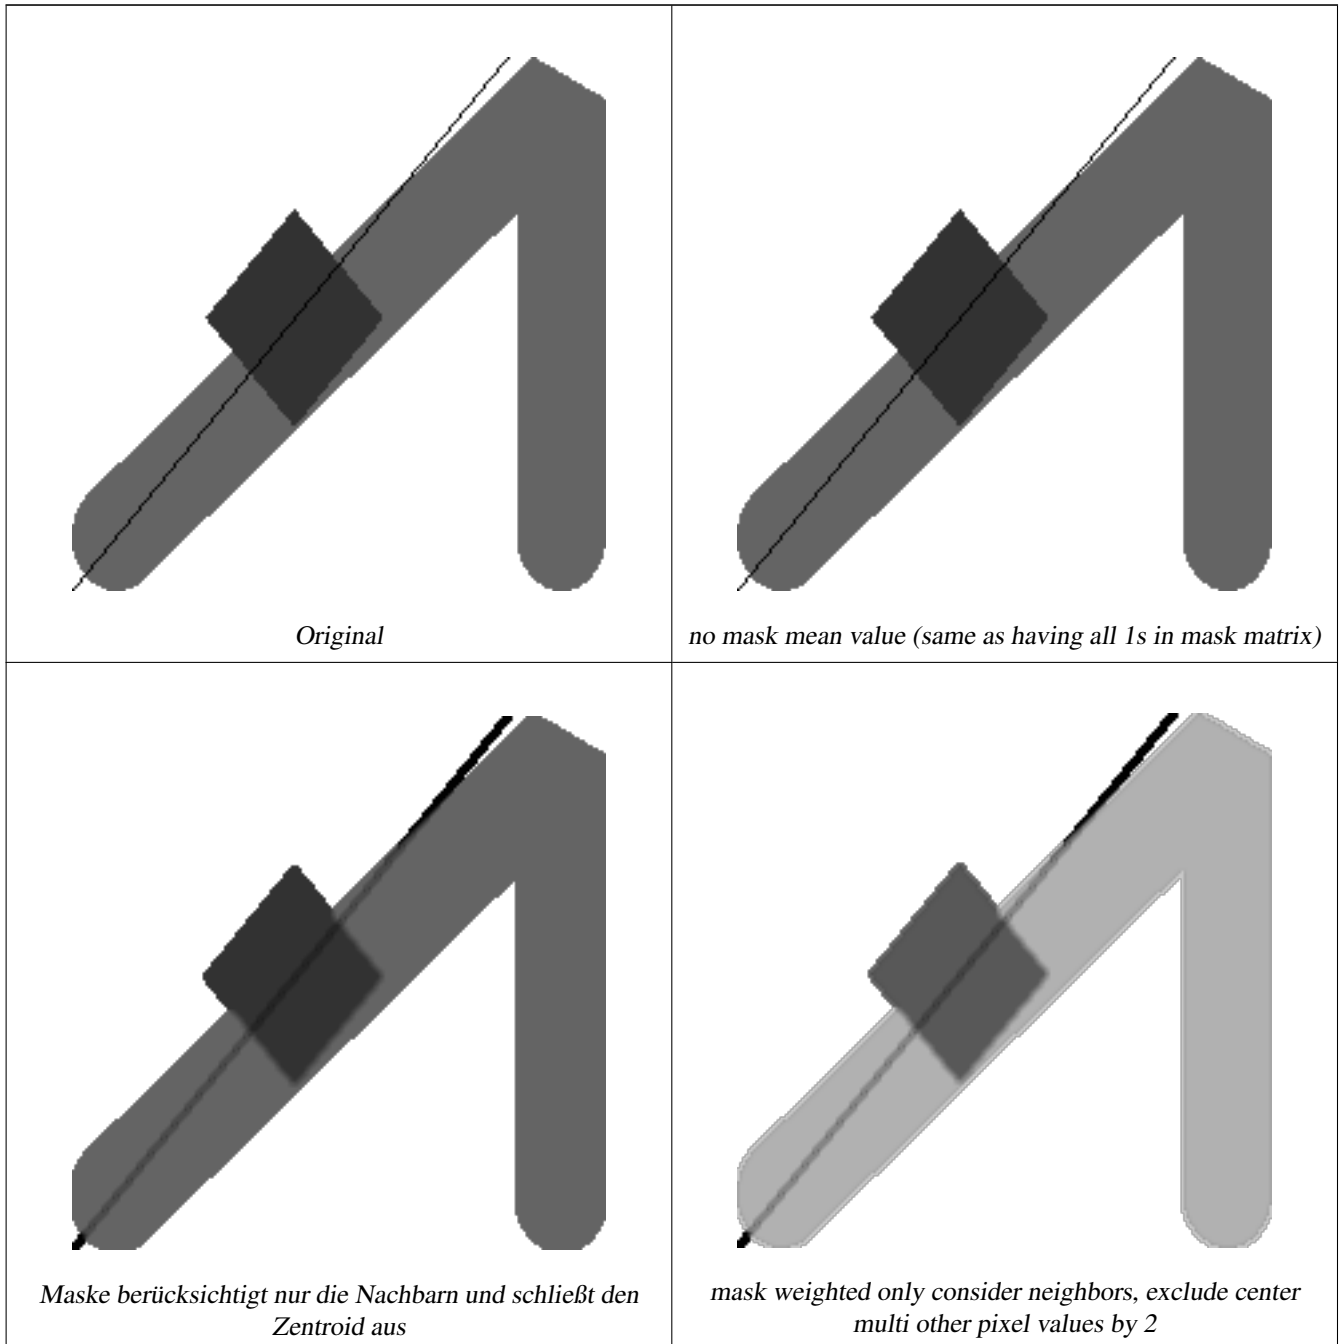 Original
no mask mean value (same as having all 1s in mask matrix)
Maske berücksichtigt nur die Nachbarn und schließt den
Zentroid aus
mask weighted only consider neighbors, exclude center
multi other pixel values by 2